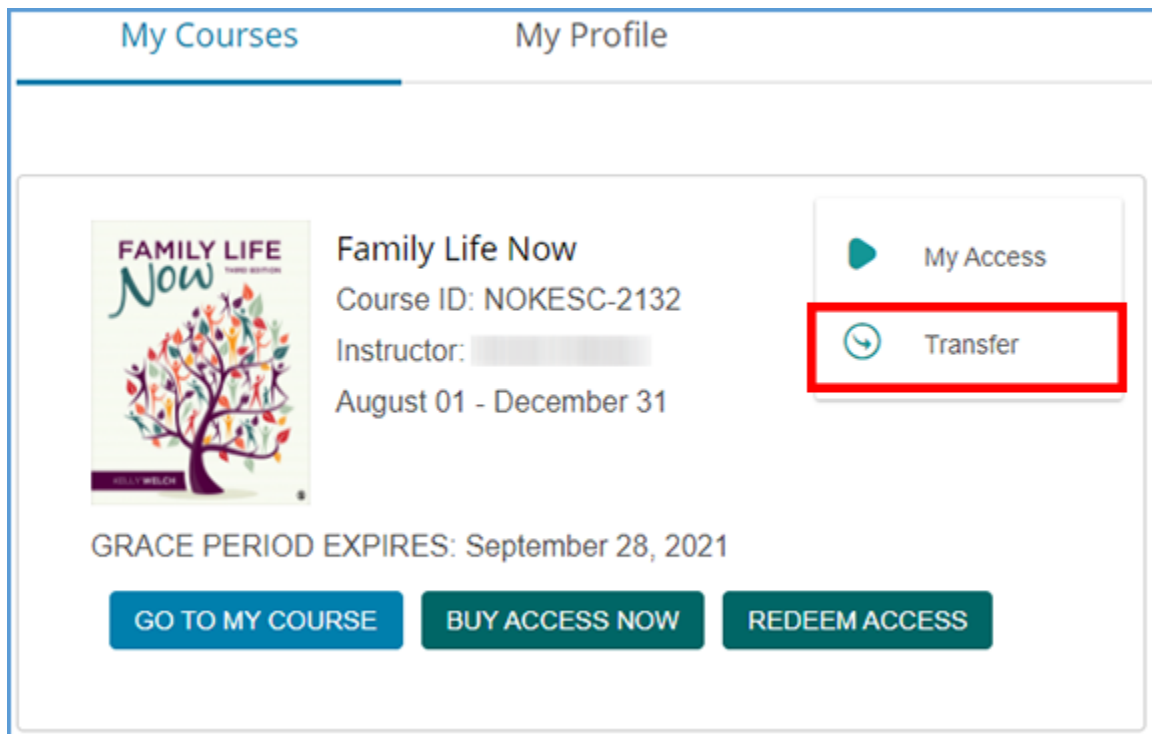 My Courses
My Profile
FAMILY LIFE
Now
THIRD EDITION
KELLY WELCH
Family Life Now
Course ID: NOKESC-2132
Instructor:
August 01 - December 31
My Access
Transfer
GRACE PERIOD EXPIRES: September 28, 2021
GO TO MY COURSE
BUY ACCESS NOW
REDEEM ACCESS